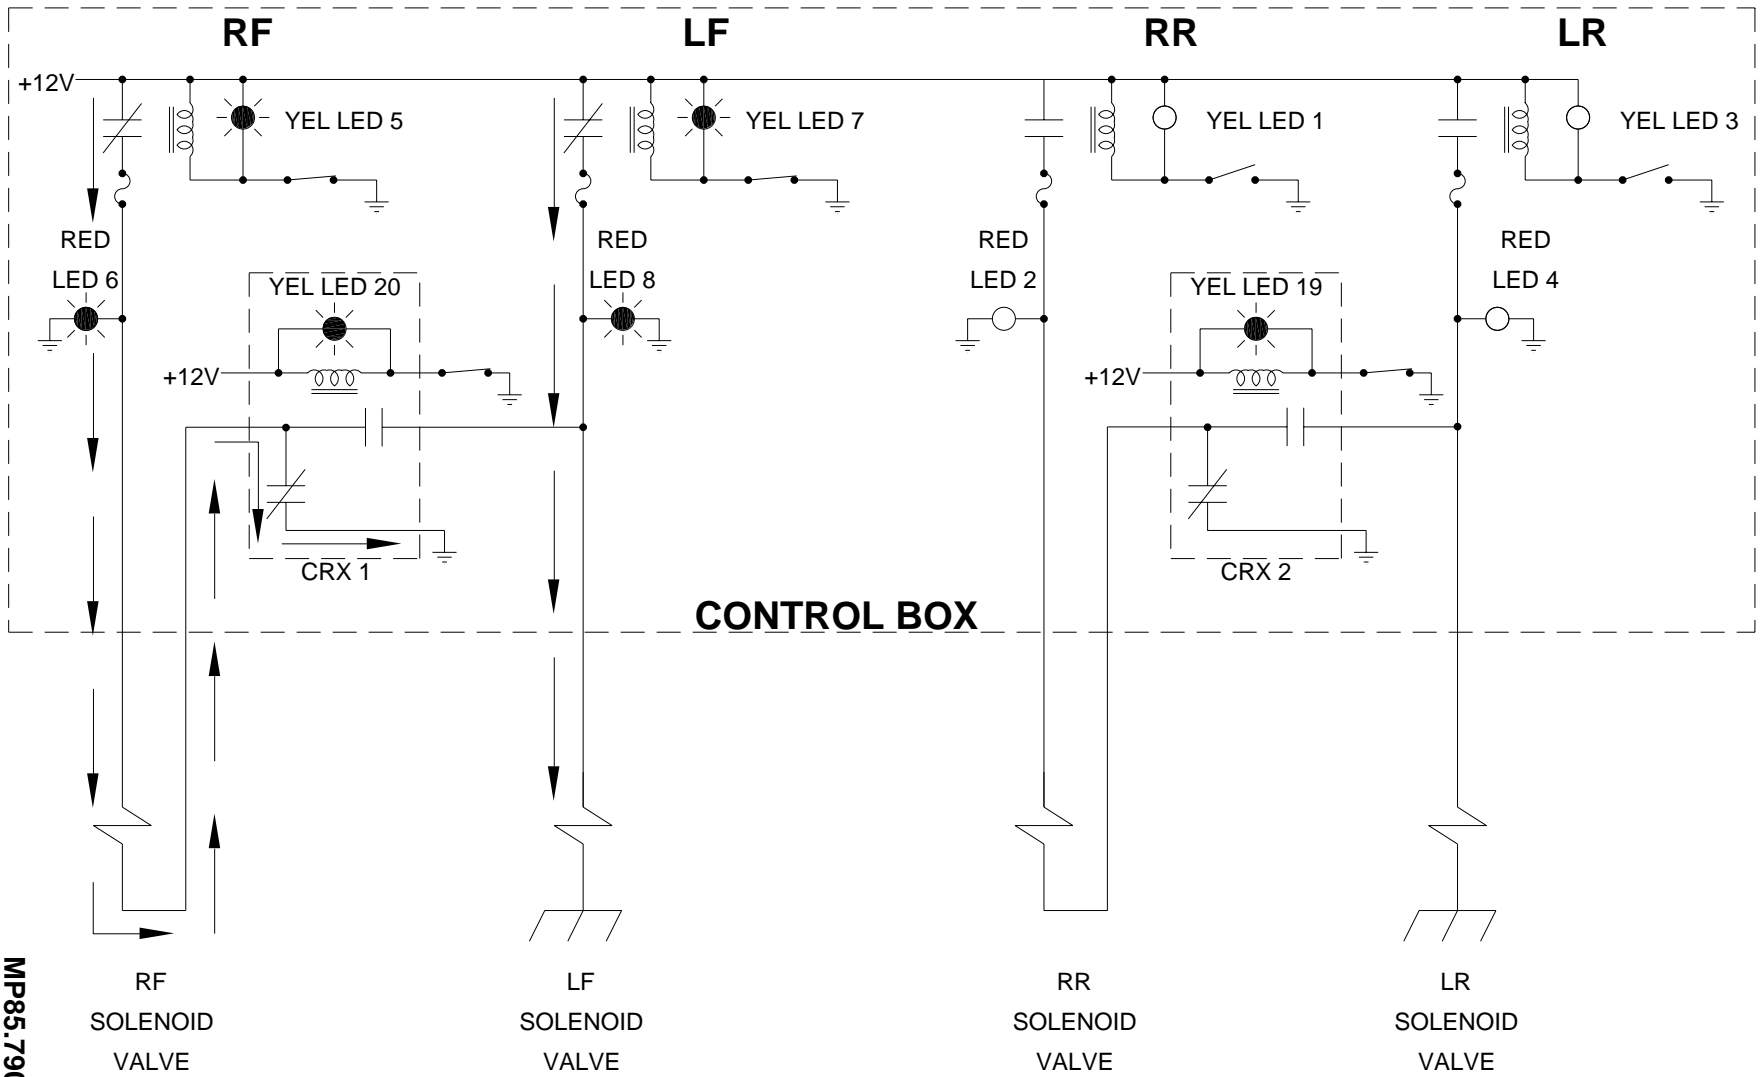 RF LF RR LR
+12V
YEL LED 5 YEL LED 7 YEL LED 1 YEL LED 3
RED RED RED RED
LED 6 LED 8 LED 2 LED 4
YEL LED 20 YEL LED 19
+12V +12V
CRX 1 CRX 2
CONTROL BOX
RF LF RR LR
SOLENOID SOLENOID SOLENOID SOLENOID
VALVE VALVE VALVE VALVE